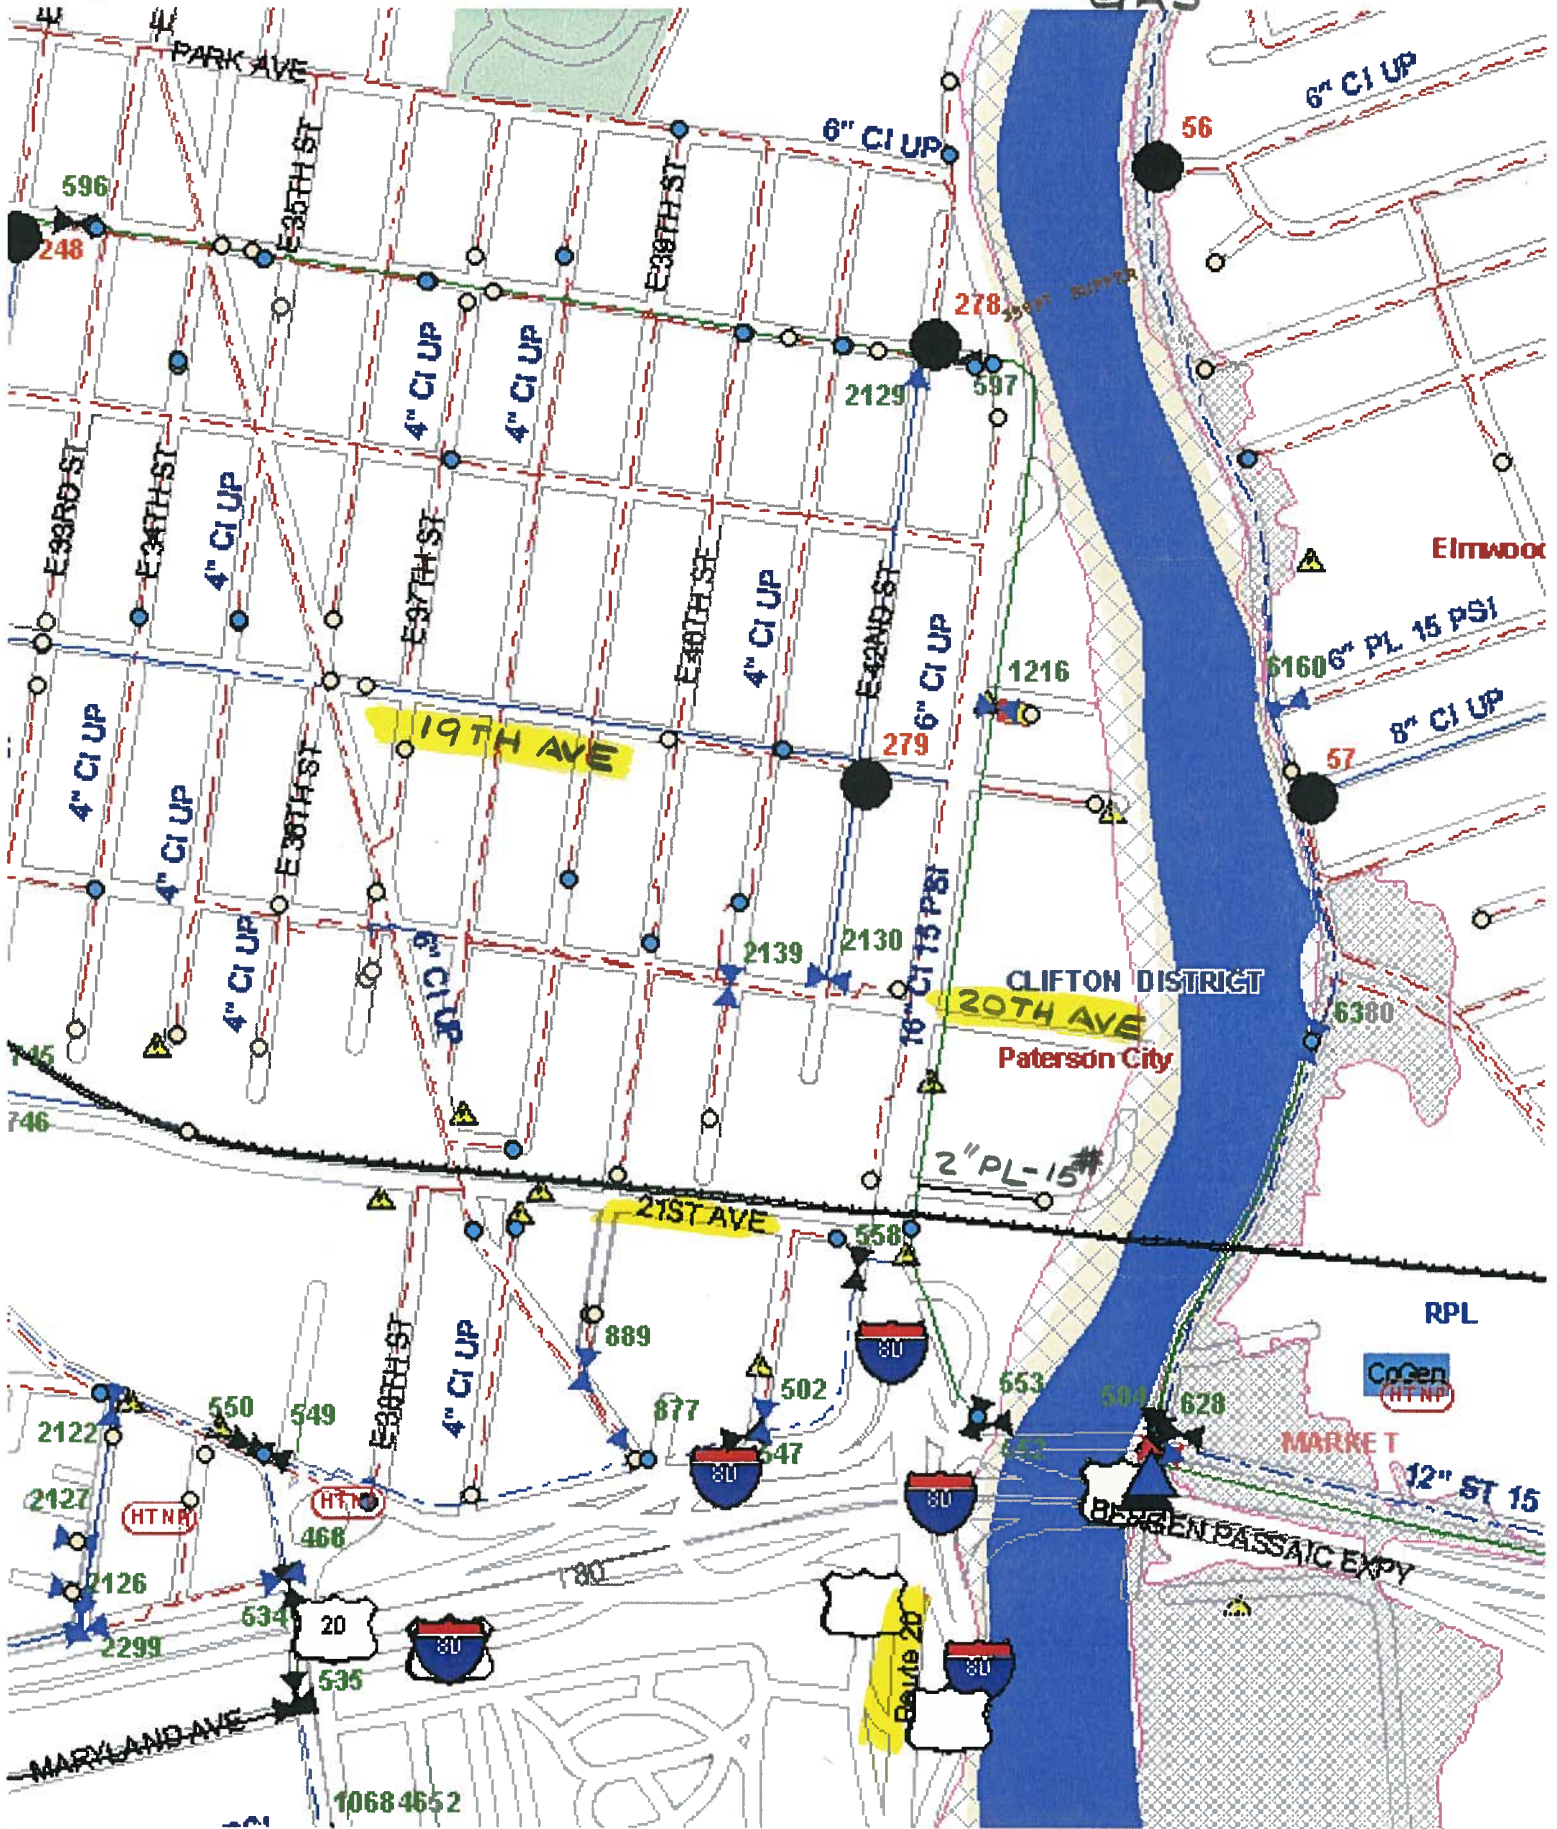 GAS
PARK AVE
6" CI UP
6" CI UP
56
596
E35TH ST
E39TH ST
248
278
BUFFER
4" CI UP
4" CI UP
2129
597
E33RD ST
E34TH ST
4" CI UP
E37TH ST
E40TH ST
4" CI UP
E42ND ST
6" CI UP
Elmwood
6" PL 15 PSI
6160
1216
8" CI UP
4" CI UP
19TH AVE
279
57
E36TH ST
4" CI UP
16" CI 15 PSI
4" CI UP
6" CI UP
2139
2130
CLIFTON DISTRICT
20TH AVE
6380
Paterson City
745
746
2" PL-15#
21ST AVE
558
RPL
889
80
CoGen
HTNP
E38TH ST
4" CI UP
502
877
547
553
552
584
628
MARKET
550
549
2122
80
80
12" ST 15
2127
HTNP
HTNP
468
BERGEN PASSAIC EXPY
I 80
2126
534
20
80
Route 20
80
2299
535
MARYLAND AVE
1068 4652